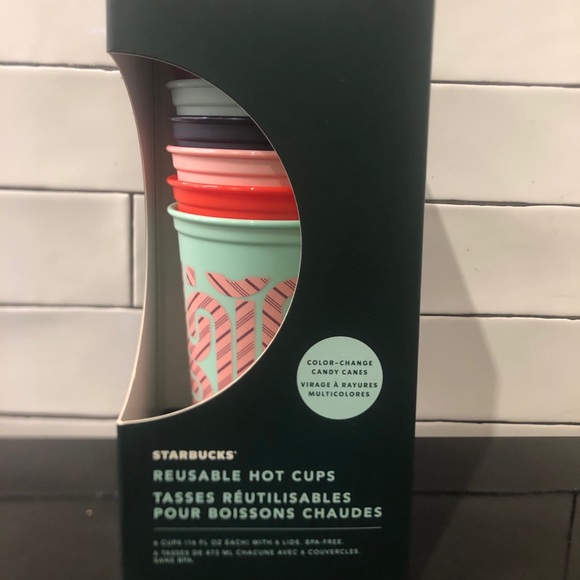 COLOR-CHANGE
CANDY CANES
VIRAGE À RAYURES
MULTICOLORES
STARBUCKS®
REUSABLE HOT CUPS
TASSES RÉUTILISABLES
POUR BOISSONS CHAUDES
6 CUPS (16 FL OZ EACH) WITH 6 LIDS. BPA-FREE.
6 TASSES DE 473 ML CHACUNE AVEC 6 COUVERCLES.
SANS BPA.